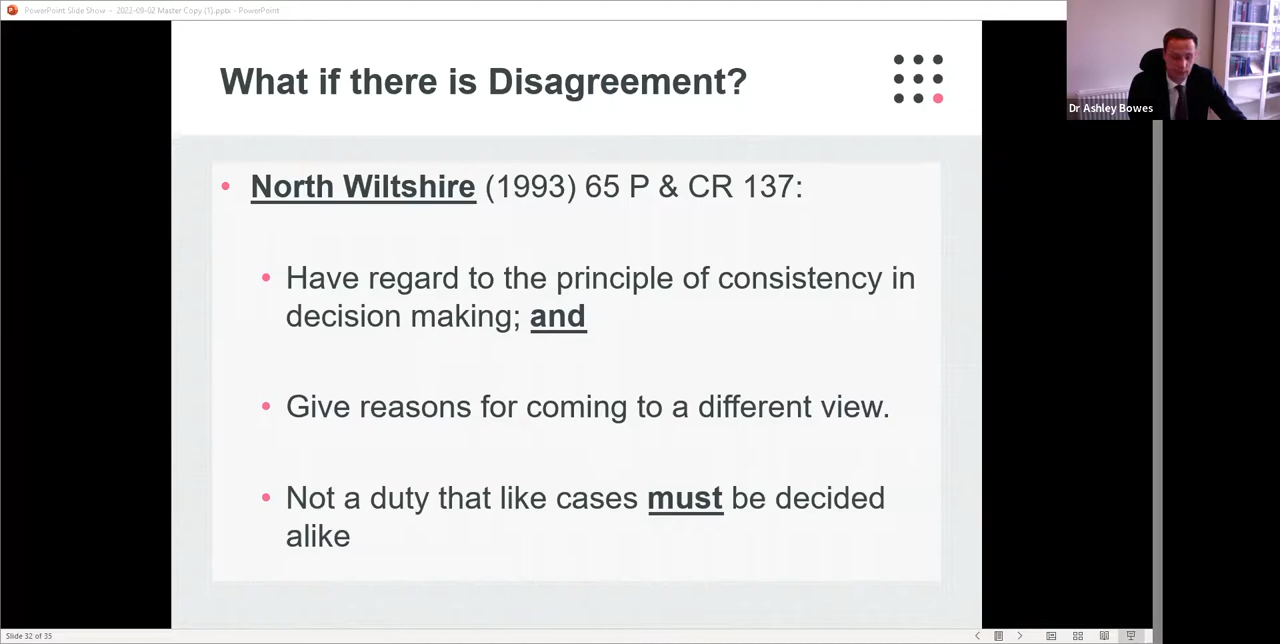 PowerPoint Slide Show - 2022-09-02 Master Copy (1).pptx - PowerPoint
What if there is Disagreement?
Dr Ashley Bowes
• North Wiltshire (1993) 65 P & CR 137:
• Have regard to the principle of consistency in
decision making; and
• Give reasons for coming to a different view.
• Not a duty that like cases must be decided
alike
Slide 32 of 35